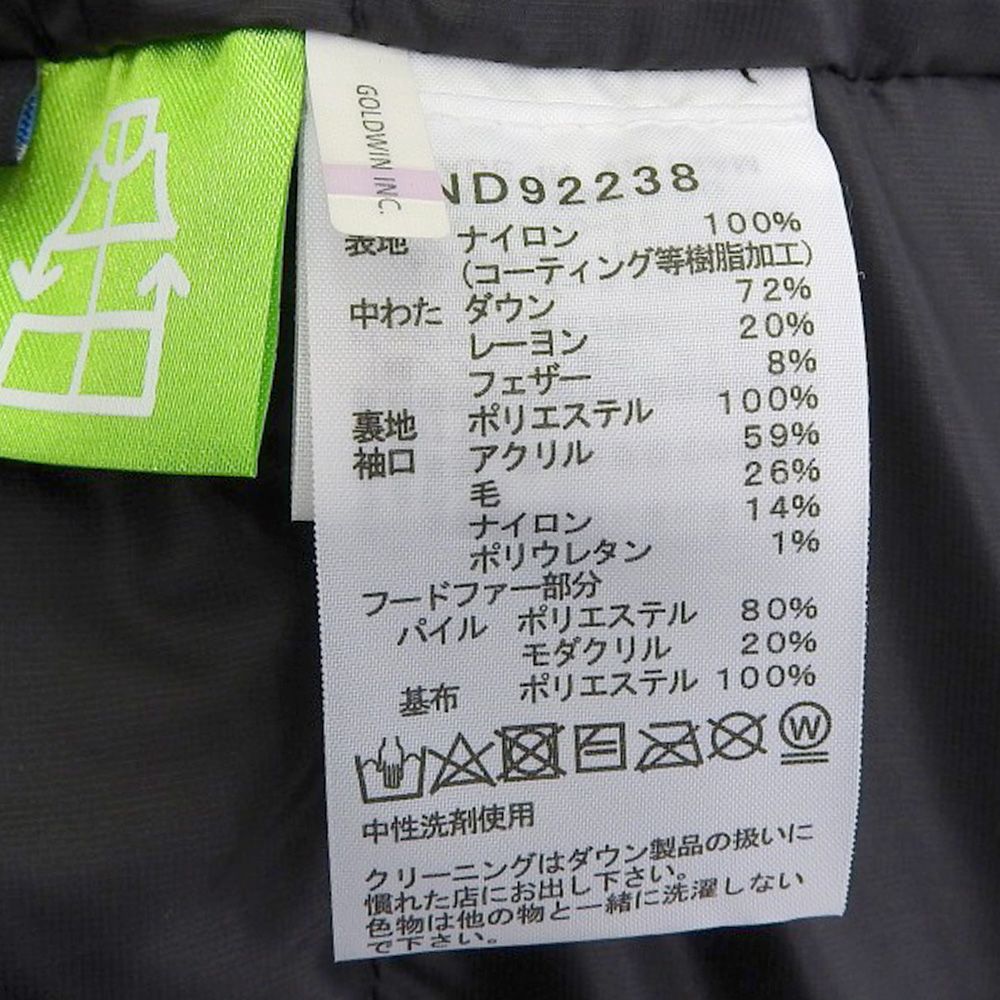 GOLDWIN INC.
ND92238
表地 ナイロン 100%
(コーティング等樹脂加工)
中わた ダウン 72%
レーヨン 20%
フェザー 8%
裏地 ポリエステル 100%
袖口 アクリル 59%
毛 26%
ナイロン 14%
ポリウレタン 1%
フードファー部分
パイル ポリエステル 80%
モダクリル 20%
基布 ポリエステル 100%
W
中性洗剤使用
クリーニングはダウン製品の扱いに
慣れた店にお出し下さい。
色物は他の物と一緒に洗濯しない
で下さい。